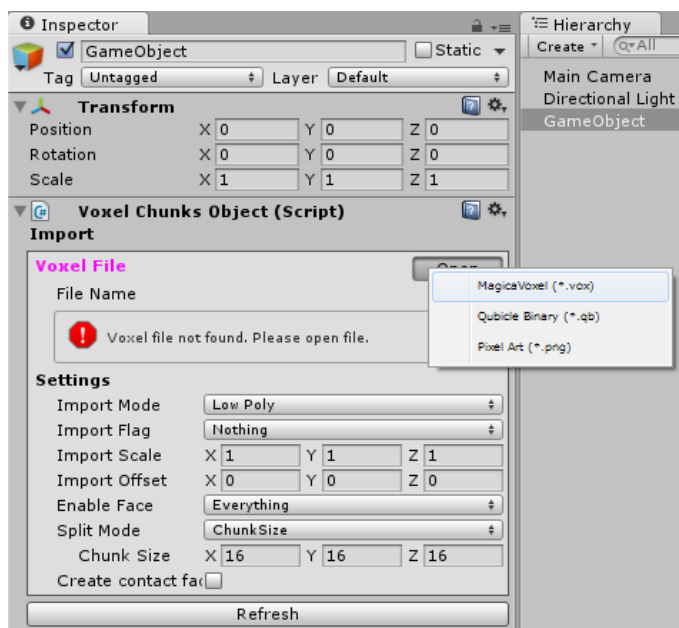 Inspector
GameObject
Static
Tag Untagged Layer Default
Transform
Position X 0 Y 0 Z 0
Rotation X 0 Y 0 Z 0
Scale X 1 Y 1 Z 1
Voxel Chunks Object (Script)
Import
Voxel File
File Name
Voxel file not found. Please open file.
Settings
Import Mode Low Poly
Import Flag Nothing
Import Scale X 1 Y 1 Z 1
Import Offset X 0 Y 0 Z 0
Enable Face Everything
Split Mode ChunkSize
Chunk Size X 16 Y 16 Z 16
Create contact fa
Refresh
Open
MagicaVoxel (*.vox)
Qubicle Binary (*.qb)
Pixel Art (*.png)
Hierarchy
Create All
Main Camera
Directional Light
GameObject